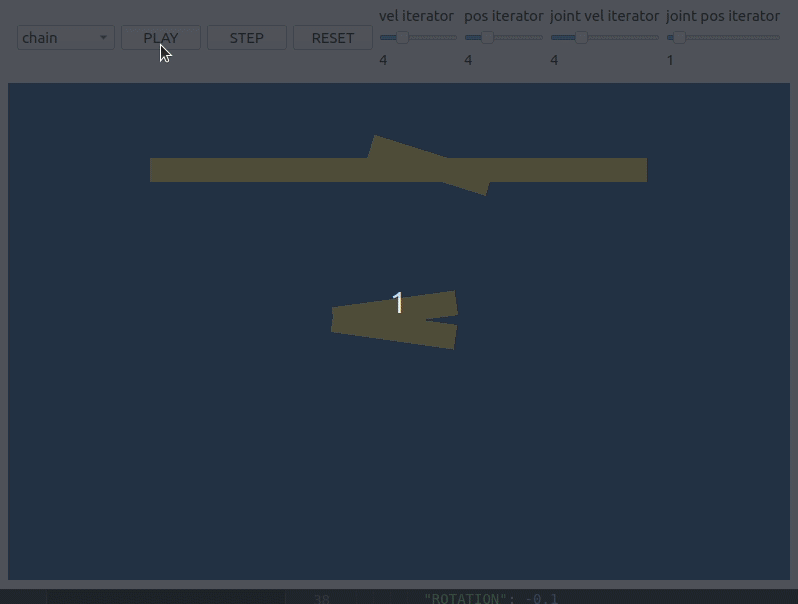 vel iterator pos iterator joint vel iterator joint pos iterator
chain PLAY STEP RESET
4 4 4 1
1
38 "ROTATION": -0.1